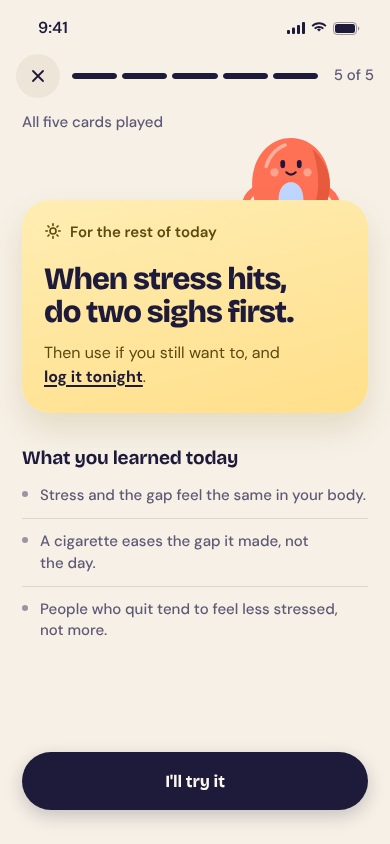 9:41
5 of 5
All five cards played
For the rest of today
When stress hits,
do two sighs first.
Then use if you still want to, and
log it tonight.
What you learned today
Stress and the gap feel the same in your body.
A cigarette eases the gap it made, not
the day.
People who quit tend to feel less stressed,
not more.
I'll try it